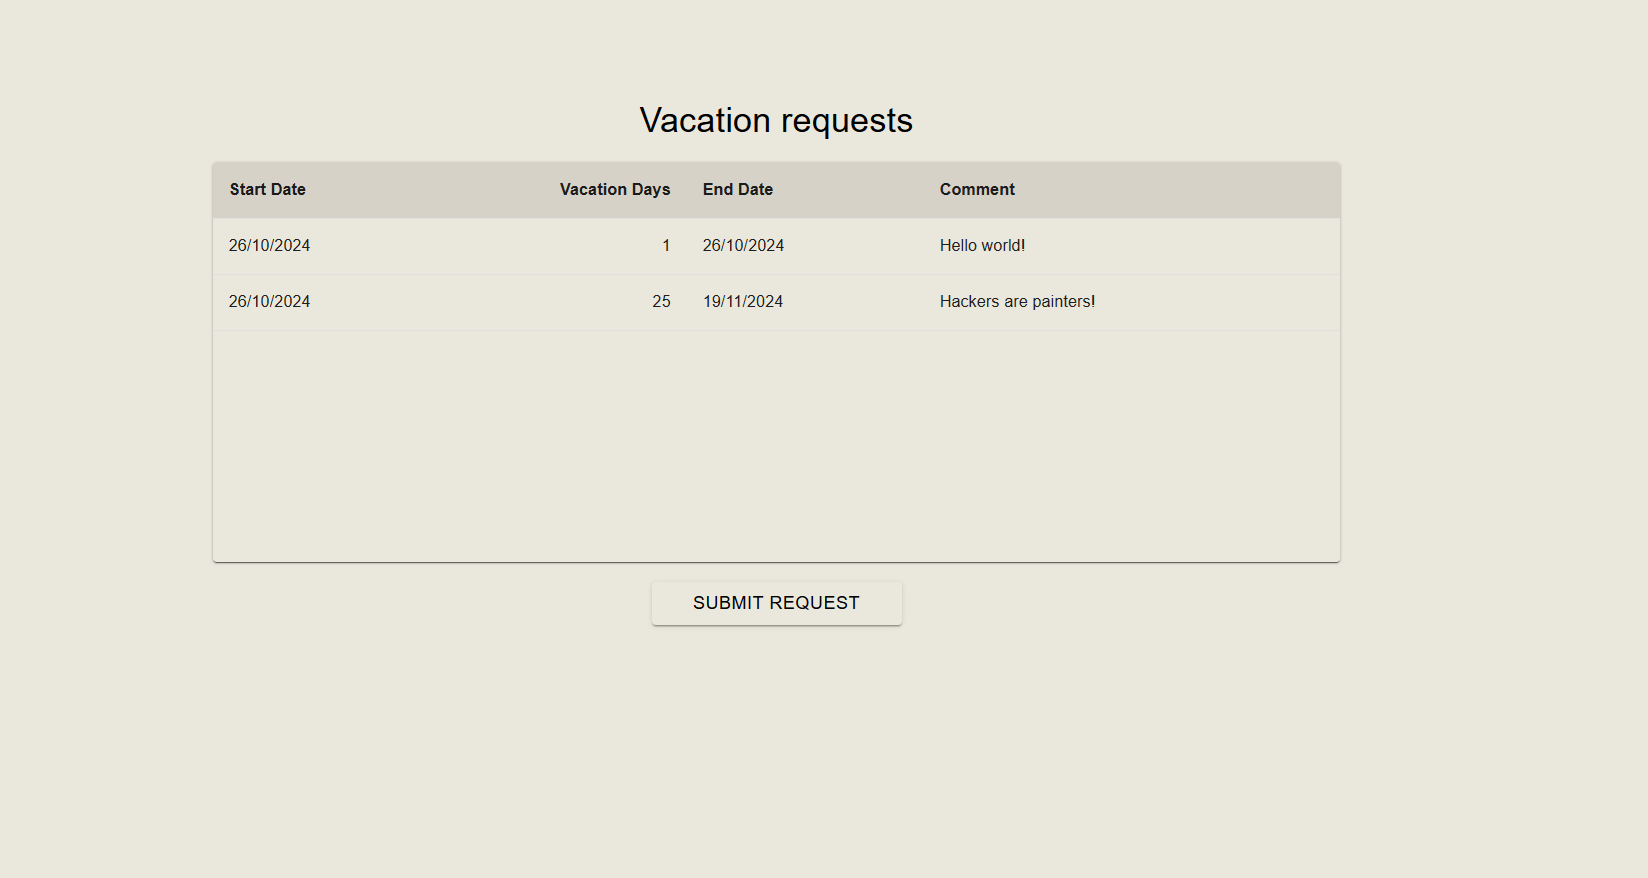 Vacation requests
Start Date Vacation Days End Date Comment
26/10/2024 1 26/10/2024 Hello world!
26/10/2024 25 19/11/2024 Hackers are painters!
SUBMIT REQUEST